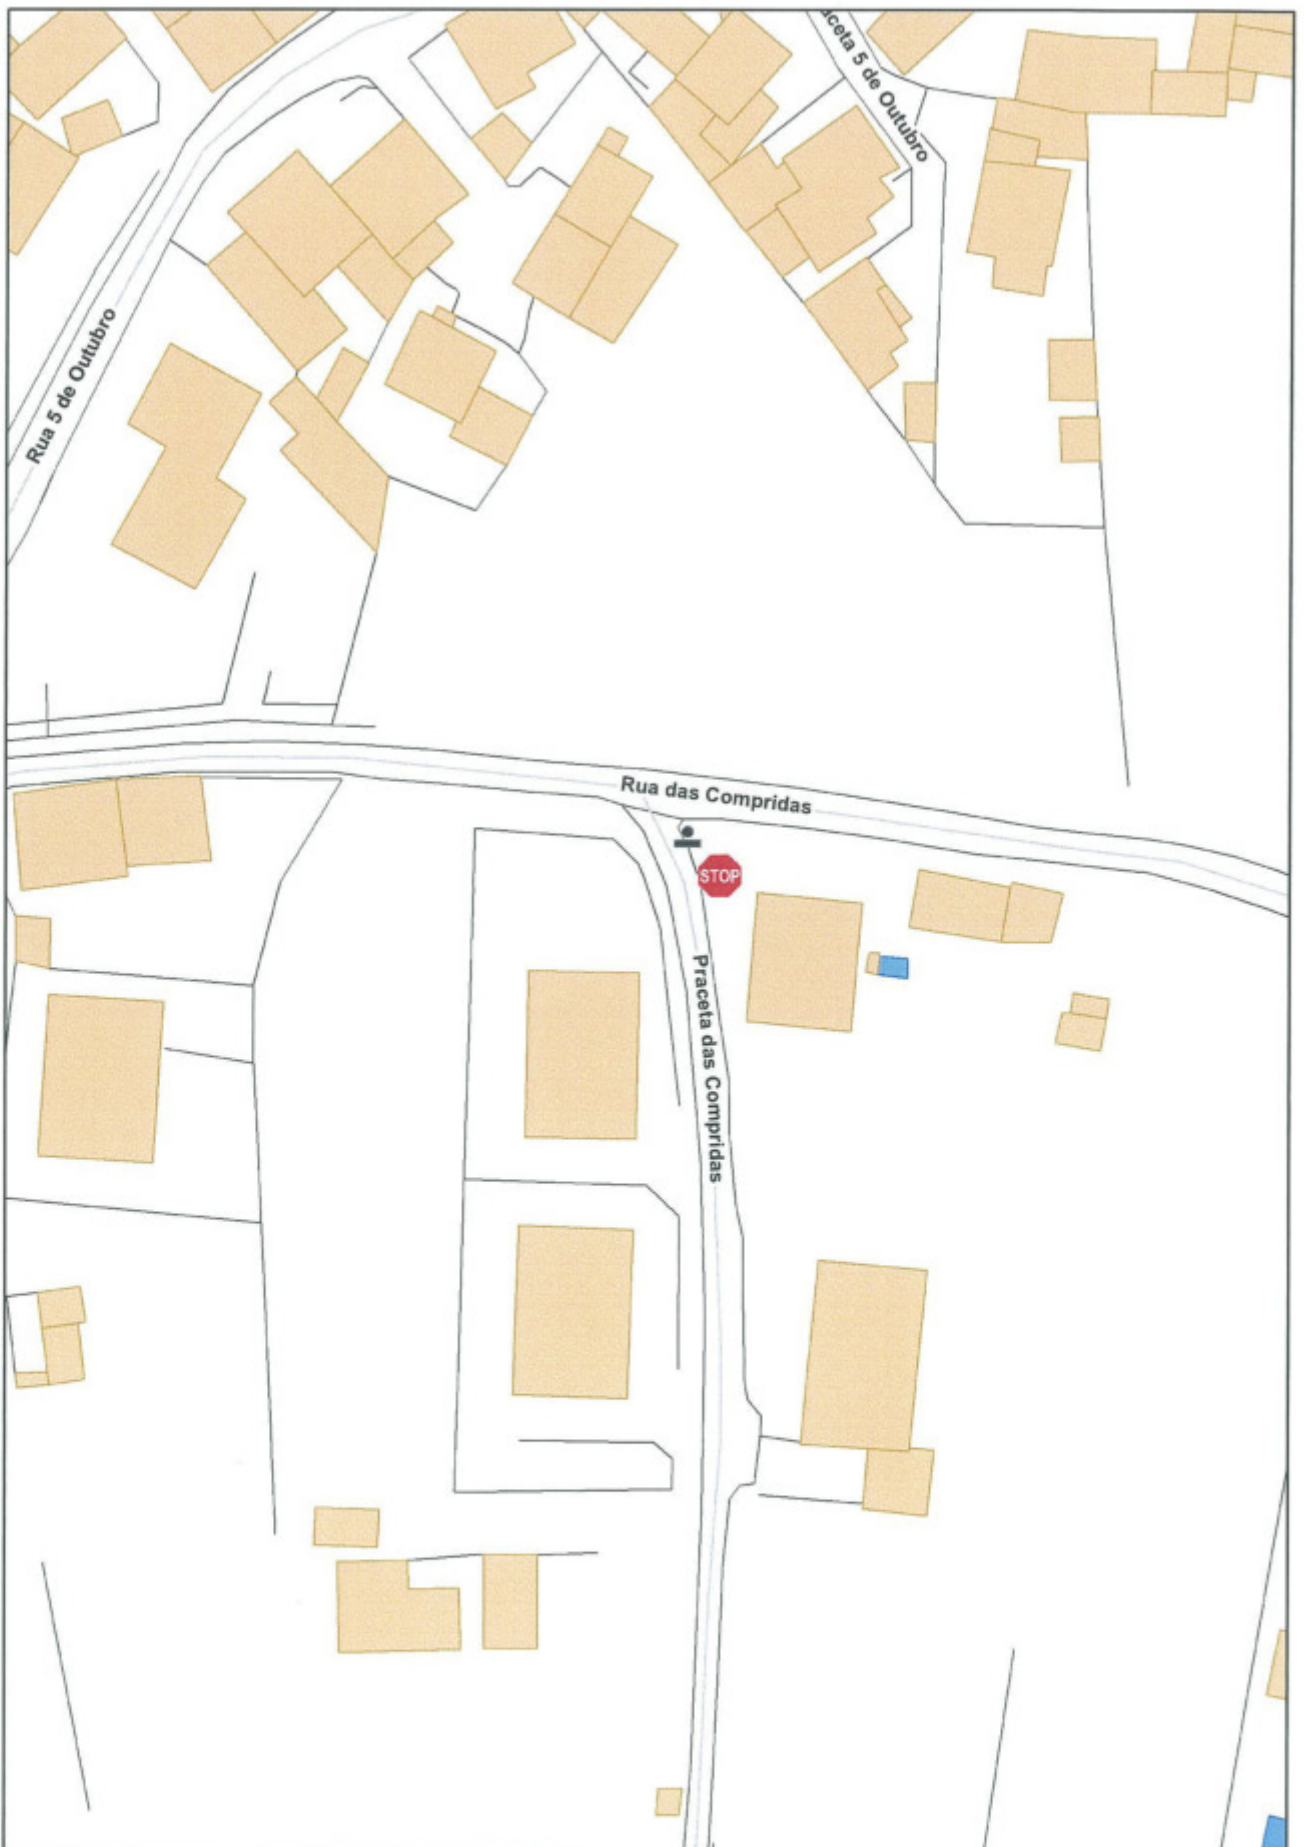 aceta 5 de Outubro
Rua 5 de Outubro
Rua das Compridas
STOP
Praceta das Compridas